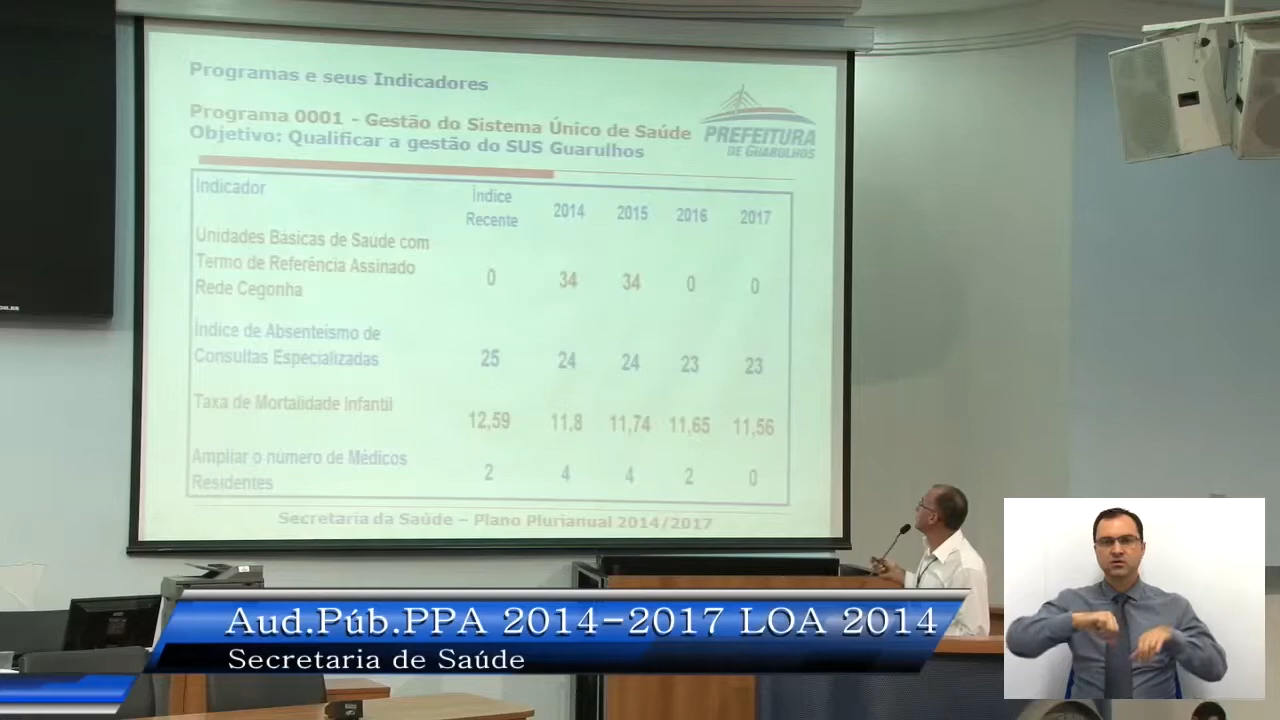 Programas e seus Indicadores
Programa 0001 - Gestão do Sistema Único de Saúde
Objetivo: Qualificar a gestão do SUS Guarulhos
PREFEITURA
DE GUARULHOS
Indicador Índice Recente 2014 2015 2016 2017
Unidades Básicas de Saúde com
Termo de Referência Assinado
Rede Cegonha
0 34 34 0 0
Índice de Absenteísmo de
Consultas Especializadas
25 24 24 23 23
Taxa de Mortalidade Infantil
12,59 11,8 11,74 11,65 11,56
Ampliar o número de Médicos
Residentes
2 4 4 2 0
Secretaria da Saúde – Plano Plurianual 2014/2017
Aud.Púb.PPA 2014-2017 LOA 2014
Secretaria de Saúde